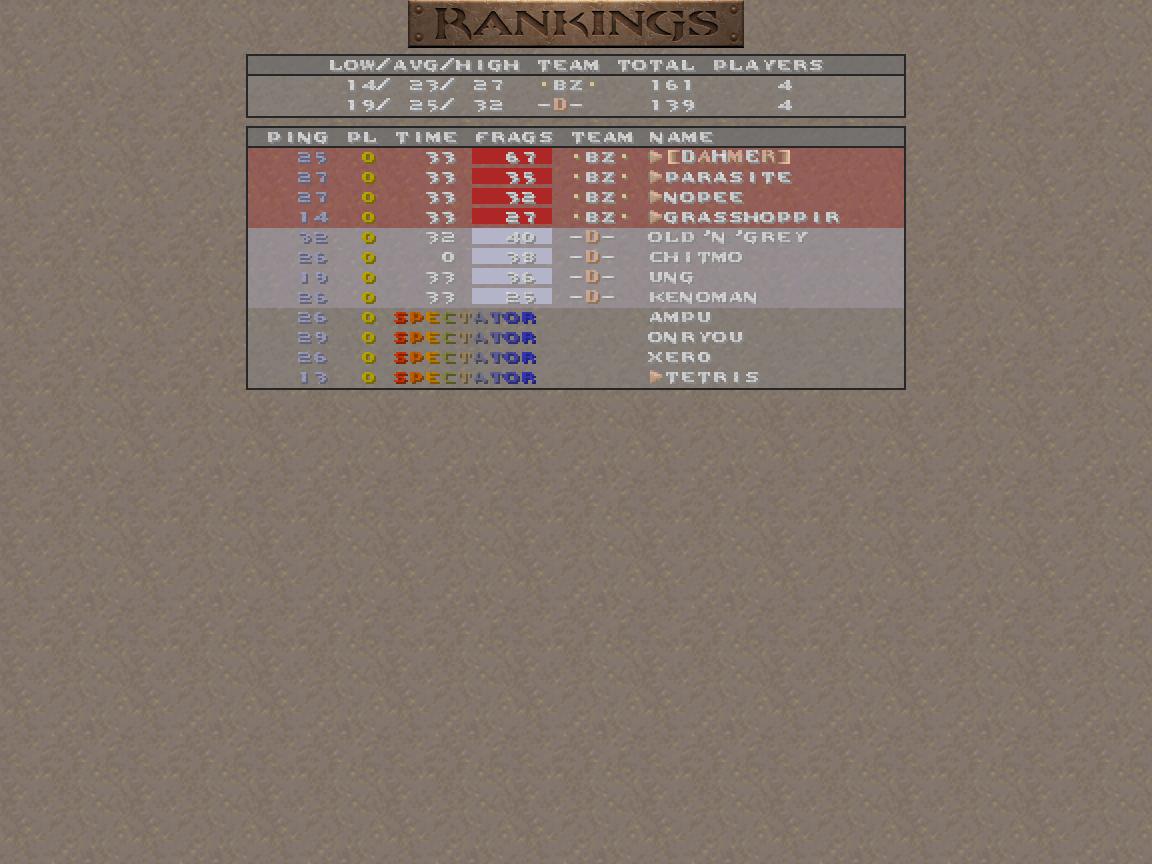 RANKINGS
LOW/AVG/HIGH TEAM TOTAL PLAYERS
14/ 23/ 27 •BZ• 161 4
19/ 25/ 32 -D- 139 4
PING PL TIME FRAGS TEAM NAME
25 0 33 67 •BZ• [DAHMER]
27 0 33 35 •BZ• PARASITE
27 0 33 32 •BZ• NOPEE
14 0 33 27 •BZ• GRASSHOPPIR
32 0 32 40 -D- OLD 'N 'GREY
26 0 0 38 -D- CHITMO
19 0 33 36 -D- UNG
26 0 33 25 -D- KENOMAN
26 0 SPECTATOR AMPU
29 0 SPECTATOR ONRYOU
26 0 SPECTATOR XERO
13 0 SPECTATOR TETRIS